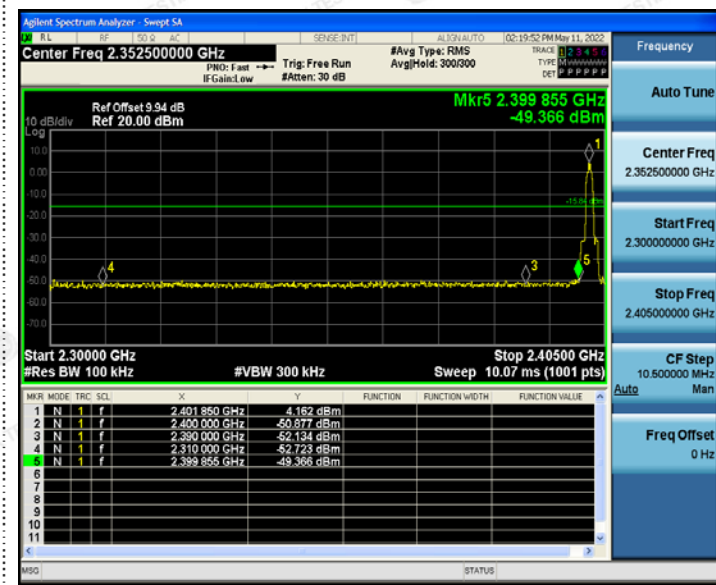 Agilent Spectrum Analyzer - Swept SA
RL RF 50 Ω AC SENSE:INT ALIGN AUTO 02:19:52 PM May 11, 2022
Center Freq 2.352500000 GHz
PNO: Fast
IFGain:Low
Trig: Free Run
#Atten: 30 dB
#Avg Type: RMS
Avg|Hold: 300/300
TRACE 1 2 3 4 5 6
TYPE M
DET P P P P P P
Ref Offset 9.94 dB
10 dB/div Ref 20.00 dBm
Log
Mkr5 2.399 855 GHz
-49.366 dBm
1
10.0
0.00
-10.0
-20.0
-30.0
-40.0
4
3
5
-60.0
-70.0
Start 2.30000 GHz Stop 2.40500 GHz
#Res BW 100 kHz #VBW 300 kHz Sweep 10.07 ms (1001 pts)
MKR MODE TRC SCL X Y FUNCTION FUNCTION WIDTH FUNCTION VALUE
1 N 1 f 2.401 850 GHz 4.162 dBm
2 N 1 f 2.400 000 GHz -50.877 dBm
3 N 1 f 2.390 000 GHz -52.134 dBm
4 N 1 f 2.310 000 GHz -52.723 dBm
5 N 1 f 2.399 855 GHz -49.366 dBm
6
7
8
9
10
11
MSG STATUS
Frequency
Auto Tune
Center Freq
2.352500000 GHz
Start Freq
2.300000000 GHz
Stop Freq
2.405000000 GHz
CF Step
10.500000 MHz
Auto Man
Freq Offset
0 Hz